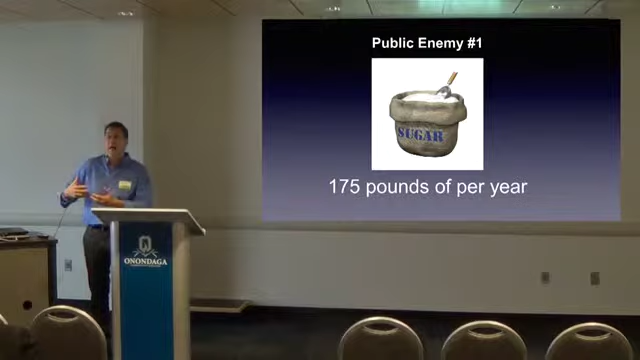 Public Enemy #1
SUGAR
175 pounds of per year
ONONDAGA